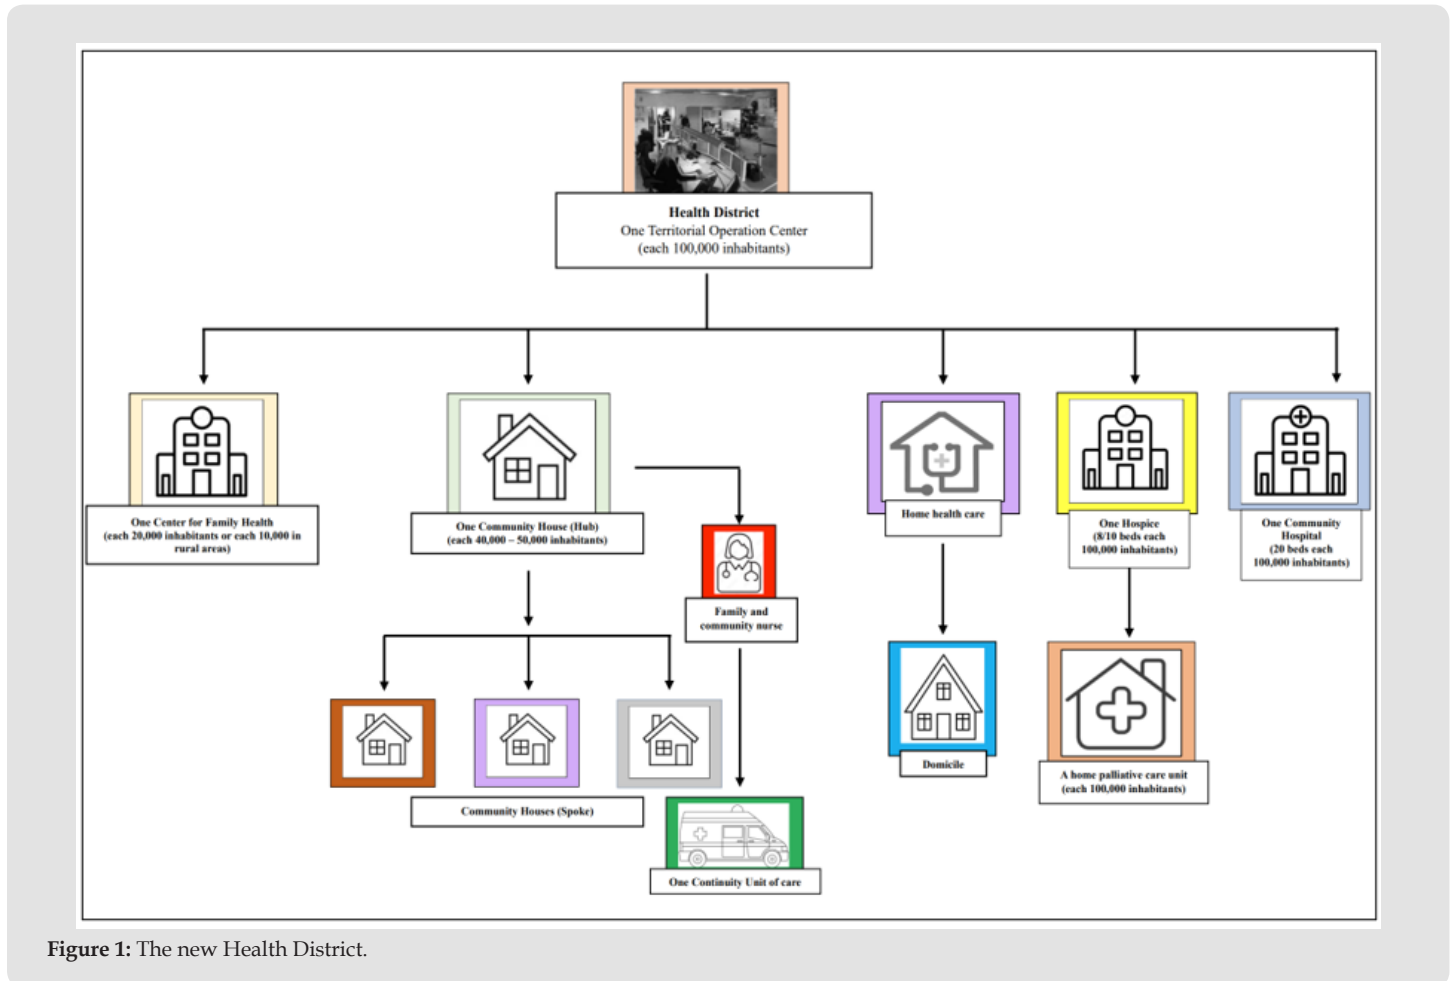 Health District
One Territorial Operation Center
(each 100,000 inhabitants)
One Center for Family Health
(each 20,000 inhabitants or each 10,000 in
rural areas)
One Community House (Hub)
(each 40,000 – 50,000 inhabitants)
Home health care
One Hospice
(8/10 beds each
100,000 inhabitants)
One Community
Hospital
(20 beds each
100,000 inhabitants)
Family and
community nurse
Domicile
A home palliative care unit
(each 100,000 inhabitants)
Community Houses (Spoke)
One Continuity Unit of care
Figure 1: The new Health District.